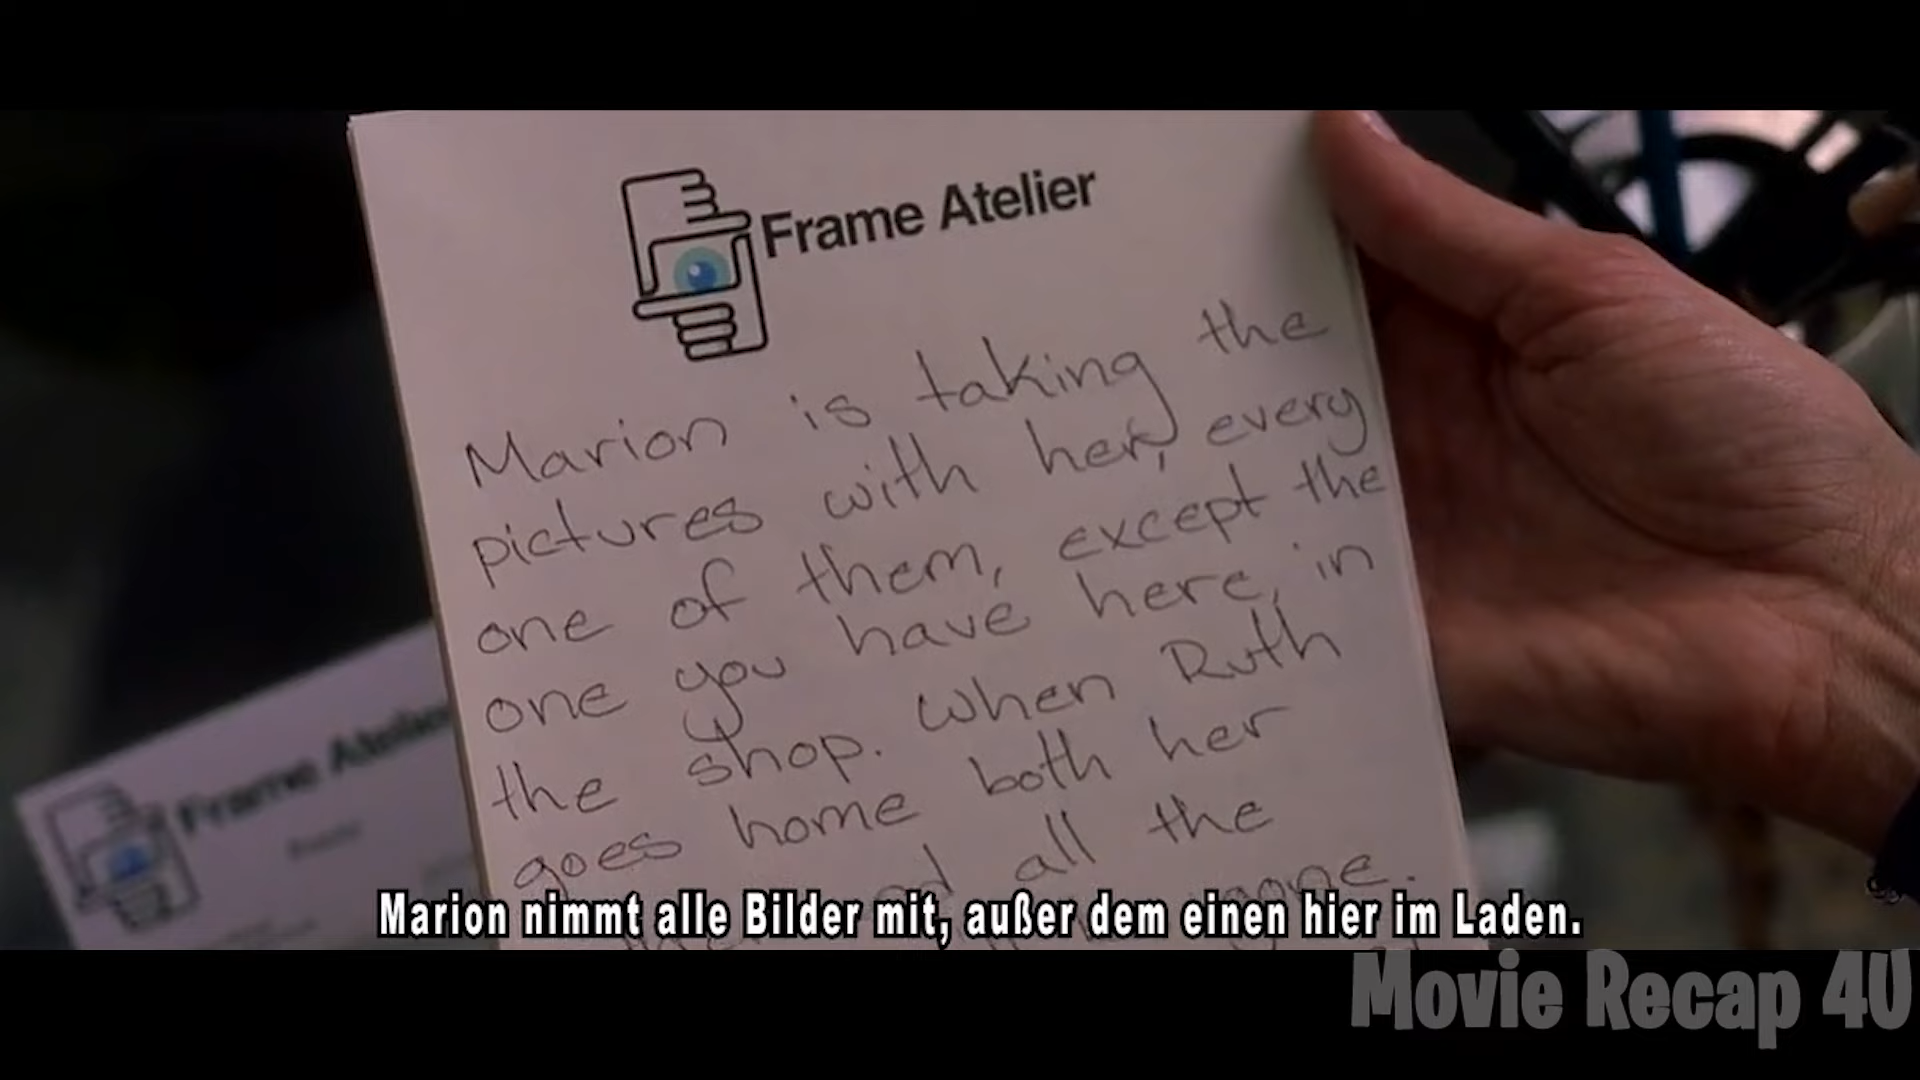 Frame Atelier
Marion is taking the
pictures with her, every
one of them, except the
one you have here, in
the shop. When Ruth
goes home both her
all the
gone.
Frame Atelier
Marion nimmt alle Bilder mit, außer dem einen hier im Laden.
Movie Recap 4U